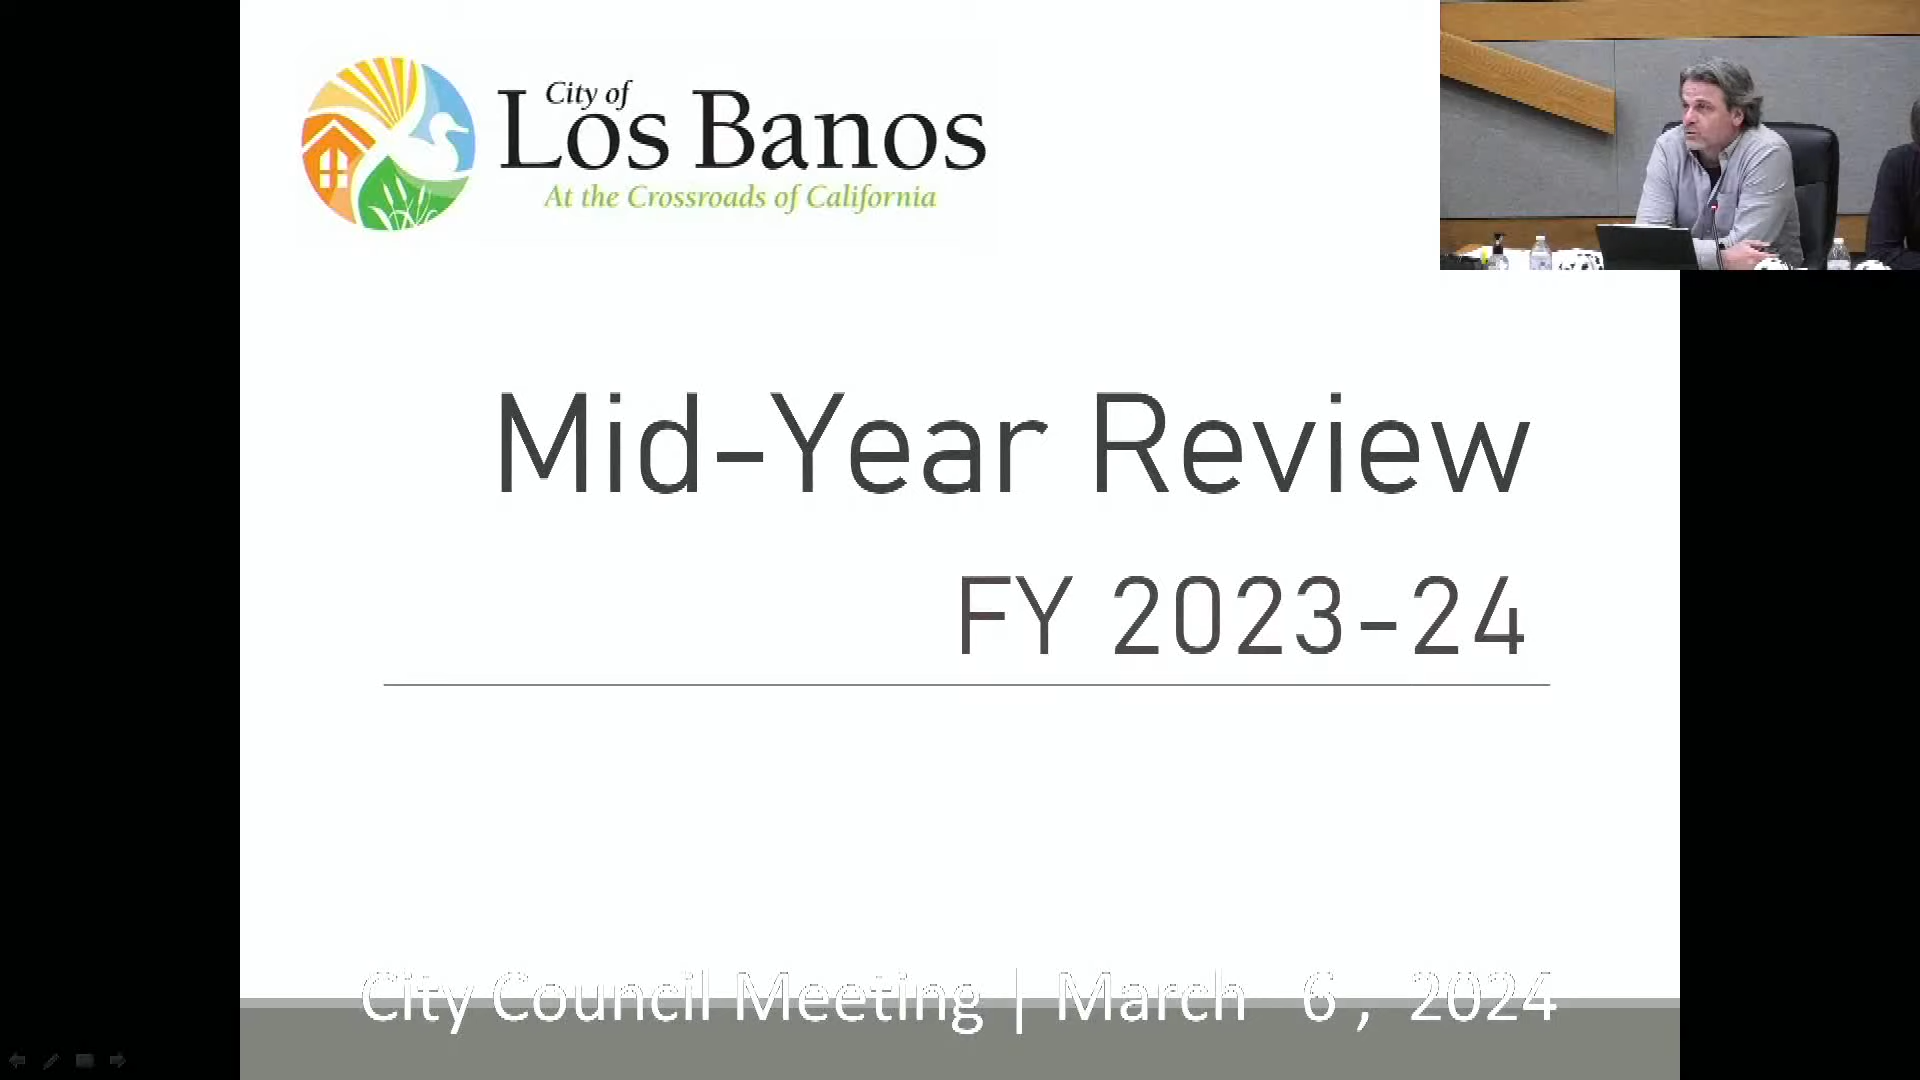 City of
Los Banos
At the Crossroads of California
Mid-Year Review
FY 2023-24
City Council Meeting | March 6, 2024